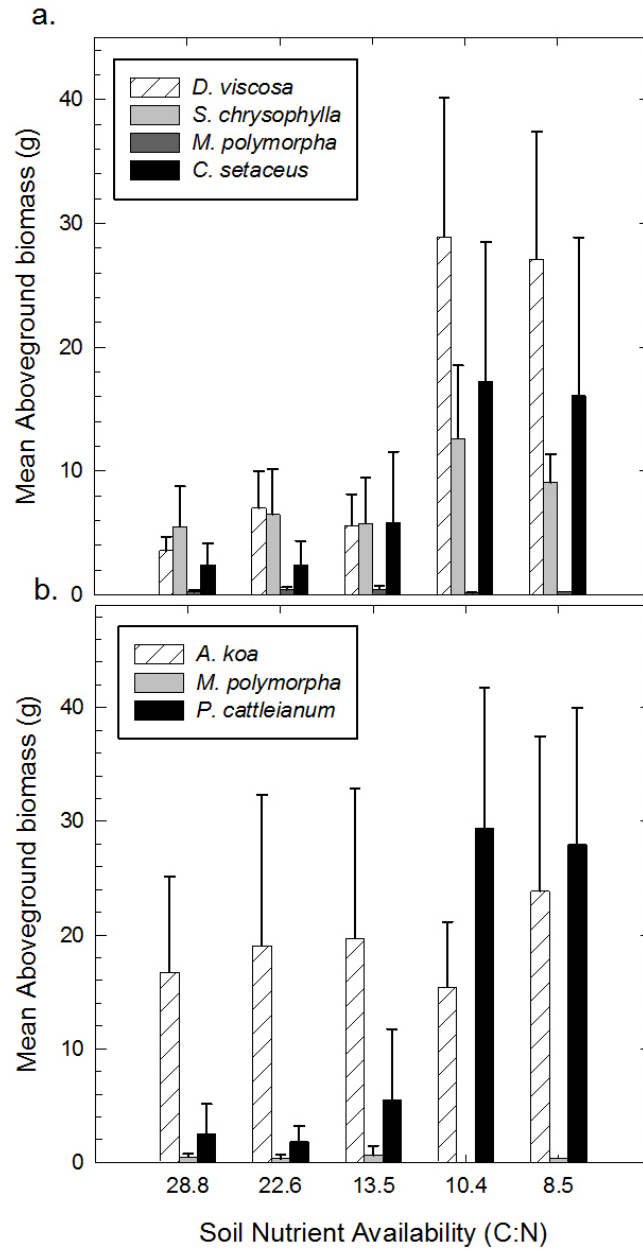 a.
Mean Aboveground biomass (g)
40
30
20
10
0
D. viscosa
S. chrysophylla
M. polymorpha
C. setaceus
b.
Mean Aboveground biomass (g)
40
30
20
10
0
A. koa
M. polymorpha
P. cattleianum
28.8 22.6 13.5 10.4 8.5
Soil Nutrient Availability (C:N)